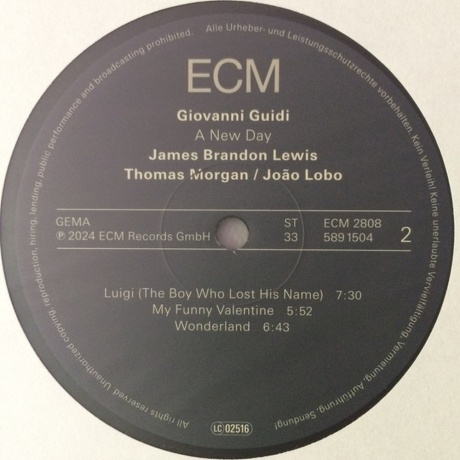 Alle Urheber- und Leistungsschutzrechte vorbehalten. Kein Verleih! Keine unerlaubte Vervielfältigung, Vermietung, Aufführung, Sendung!
ECM
Giovanni Guidi
A New Day
James Brandon Lewis
Thomas Morgan / João Lobo
GEMA ST ECM 2808
℗ 2024 ECM Records GmbH 33 589 1504 2
Luigi (The Boy Who Lost His Name) 7:30
My Funny Valentine 5:52
Wonderland 6:43
LC 02516
All rights reserved. Unauthorized copying, reproduction, hiring, lending, public performance and broadcasting prohibited.